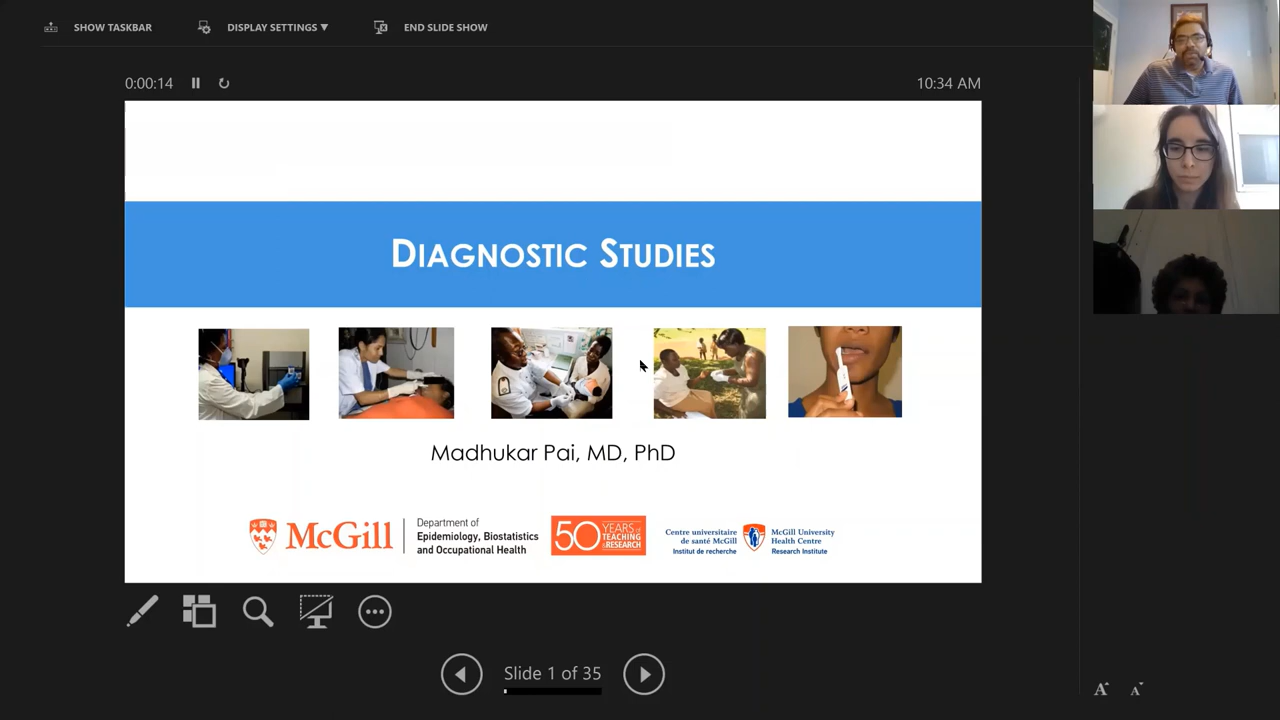 SHOW TASKBAR
DISPLAY SETTINGS ▼
END SLIDE SHOW
0:00:14
10:34 AM
DIAGNOSTIC STUDIES
Madhukar Pai, MD, PhD
McGill
Department of
Epidemiology, Biostatistics
and Occupational Health
50 YEARS of
TEACHING &
RESEARCH
Centre universitaire
de santé McGill
Institut de recherche
McGill University
Health Centre
Research Institute
Slide 1 of 35
A A